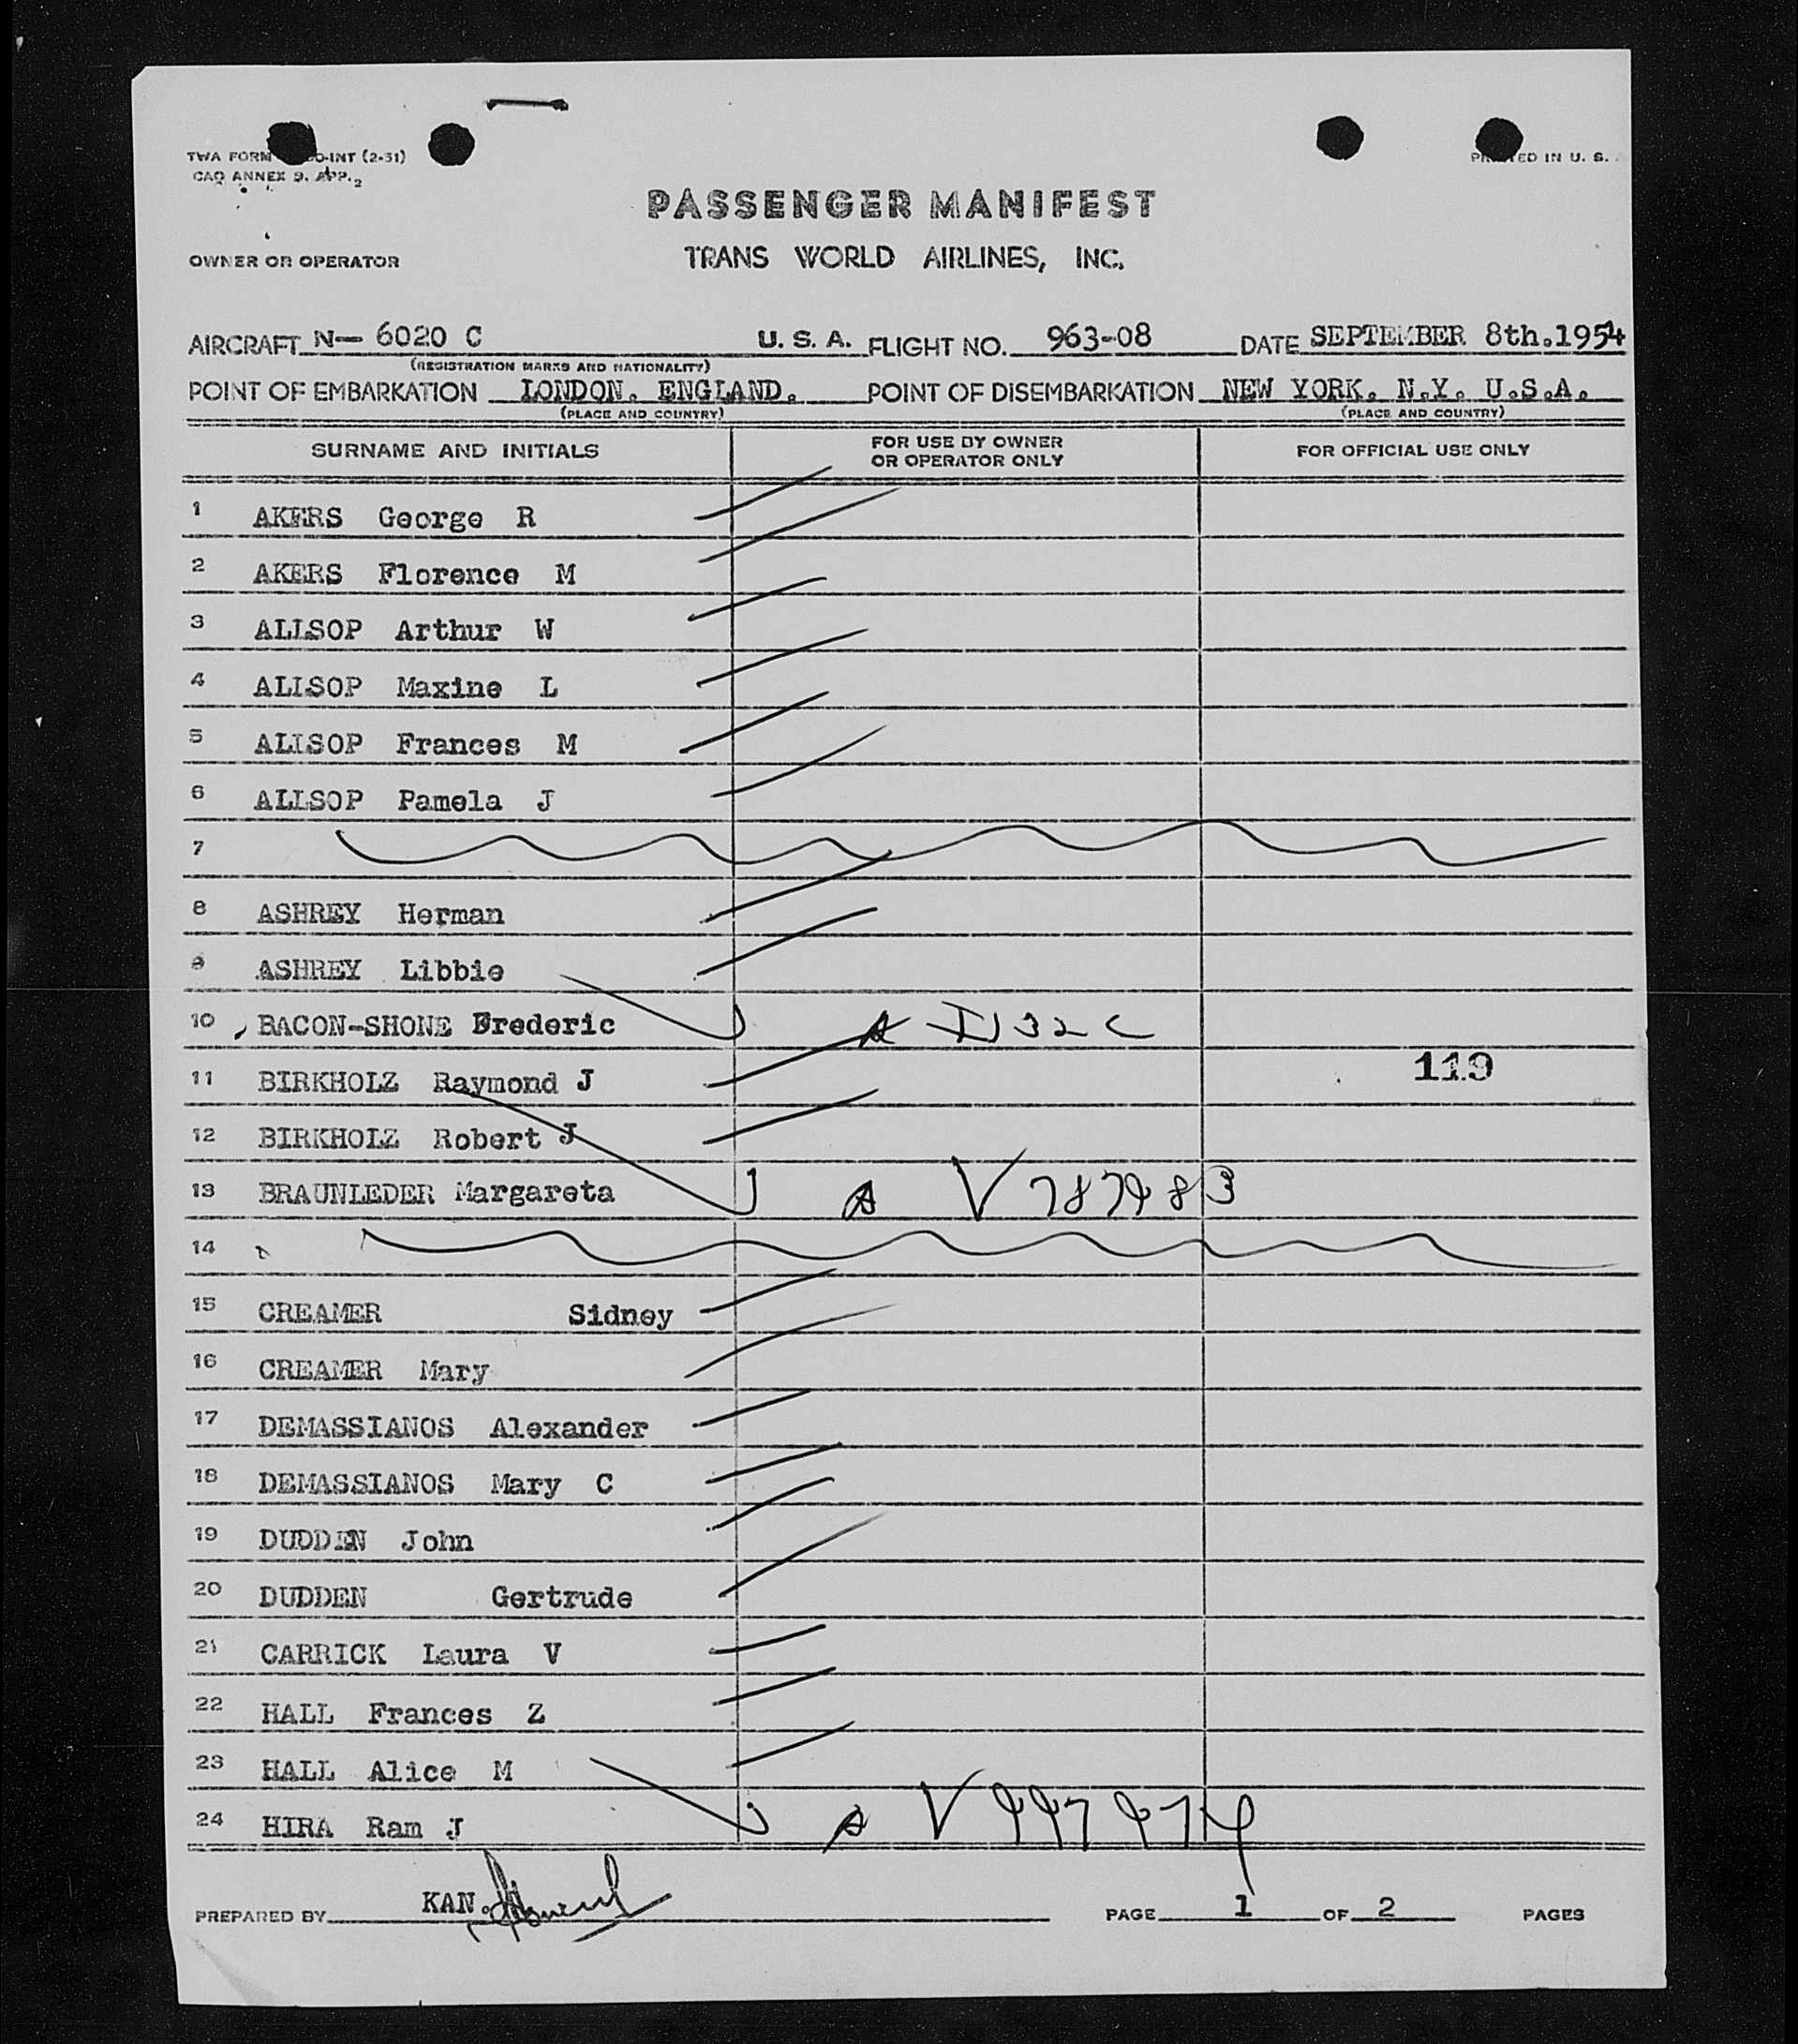 TWA FORM O-INT (2-51)
PRINTED IN U. S.
CAO ANNEX 9. APP. 2
PASSENGER MANIFEST
OWNER OR OPERATOR TRANS WORLD AIRLINES, INC.
AIRCRAFT N— 6020 C U. S. A. FLIGHT NO. 963-08 DATE SEPTEMBER 8th.1954
(REGISTRATION MARKS AND NATIONALITY)
POINT OF EMBARKATION LONDON. ENGLAND. POINT OF DISEMBARKATION NEW YORK. N.Y. U.S.A.
(PLACE AND COUNTRY) (PLACE AND COUNTRY)
SURNAME AND INITIALS FOR USE BY OWNER OR OPERATOR ONLY FOR OFFICIAL USE ONLY
1 AKERS George R
2 AKERS Florence M
3 ALLSOP Arthur W
4 ALLSOP Maxine L
5 ALLSOP Frances M
6 ALLSOP Pamela J
7
8 ASHREY Herman
9 ASHREY Libbie
10 BACON-SHONE Frederic
11 BIRKHOLZ Raymond J 119
12 BIRKHOLZ Robert J
13 BRAUNLEDER Margareta A V
14
15 CREAMER Sidney
16 CREAMER Mary
17 DEMASSIANOS Alexander
18 DEMASSIANOS Mary C
19 DUDDEN John
20 DUDDEN Gertrude
21 CARRICK Laura V
22 HALL Frances Z
23 HALL Alice M
24 HIRA Ram J A V
PREPARED BY KAN. PAGE 1 OF 2 PAGES